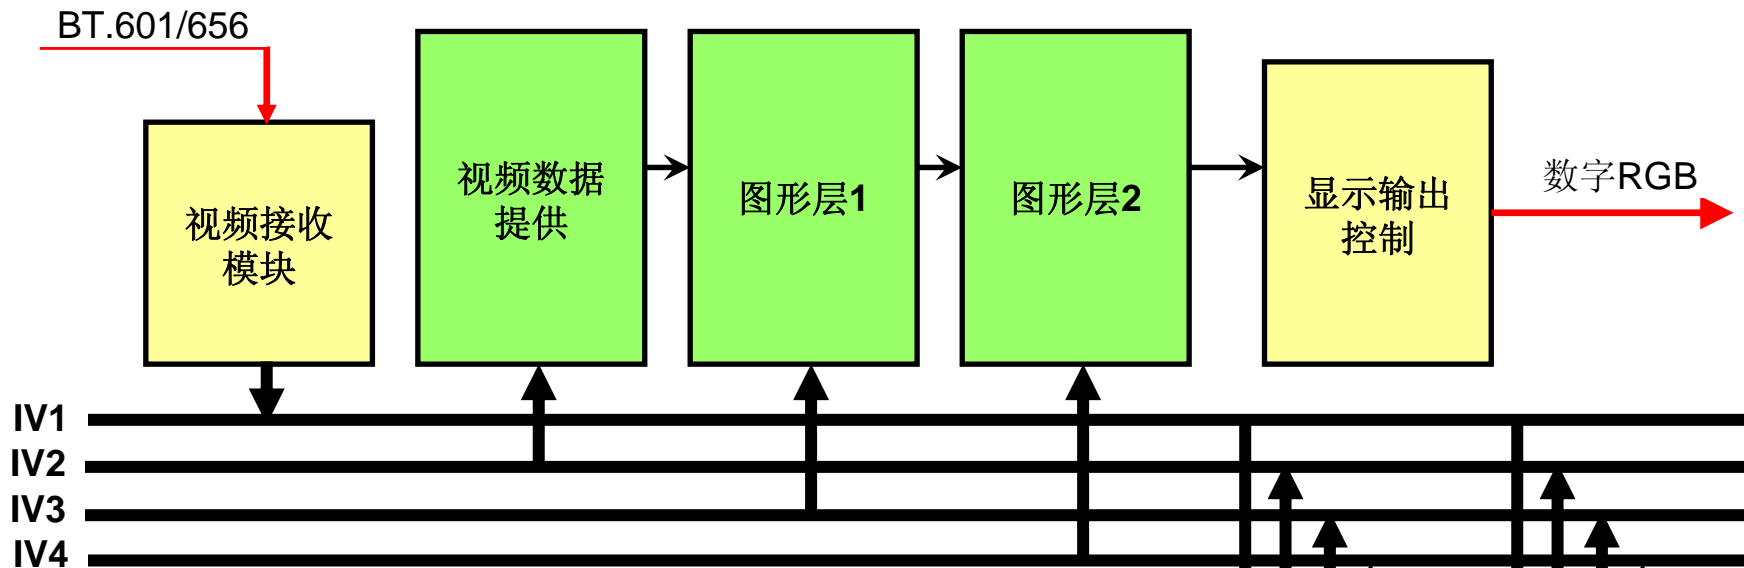 BT.601/656
视频接收
模块
视频数据
提供
图形层1
图形层2
显示输出
控制
数字RGB
IV1
IV2
IV3
IV4